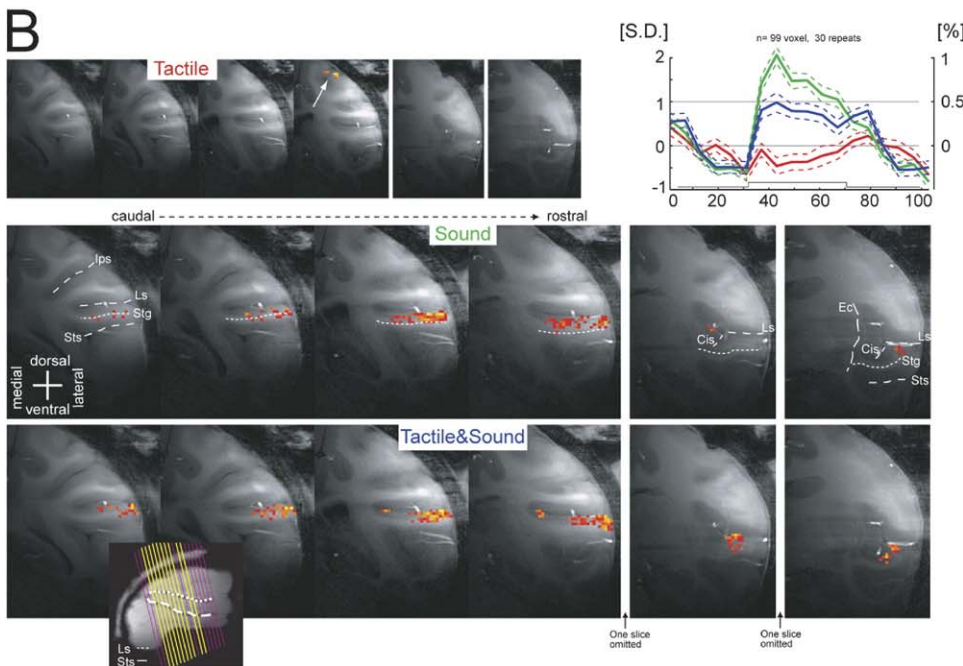 B
Tactile
[S.D.] [%]
n= 99 voxel, 30 repeats
2 1
1 0.5
0 0
-1
0 20 40 60 80 100
caudal rostral
Sound
Ips
Ls
Stg
Sts
dorsal
medial lateral
ventral
Cis Ls
Ec
Ls
Cis
Stg
Sts
Tactile&Sound
Ls
Sts
One slice omitted
One slice omitted